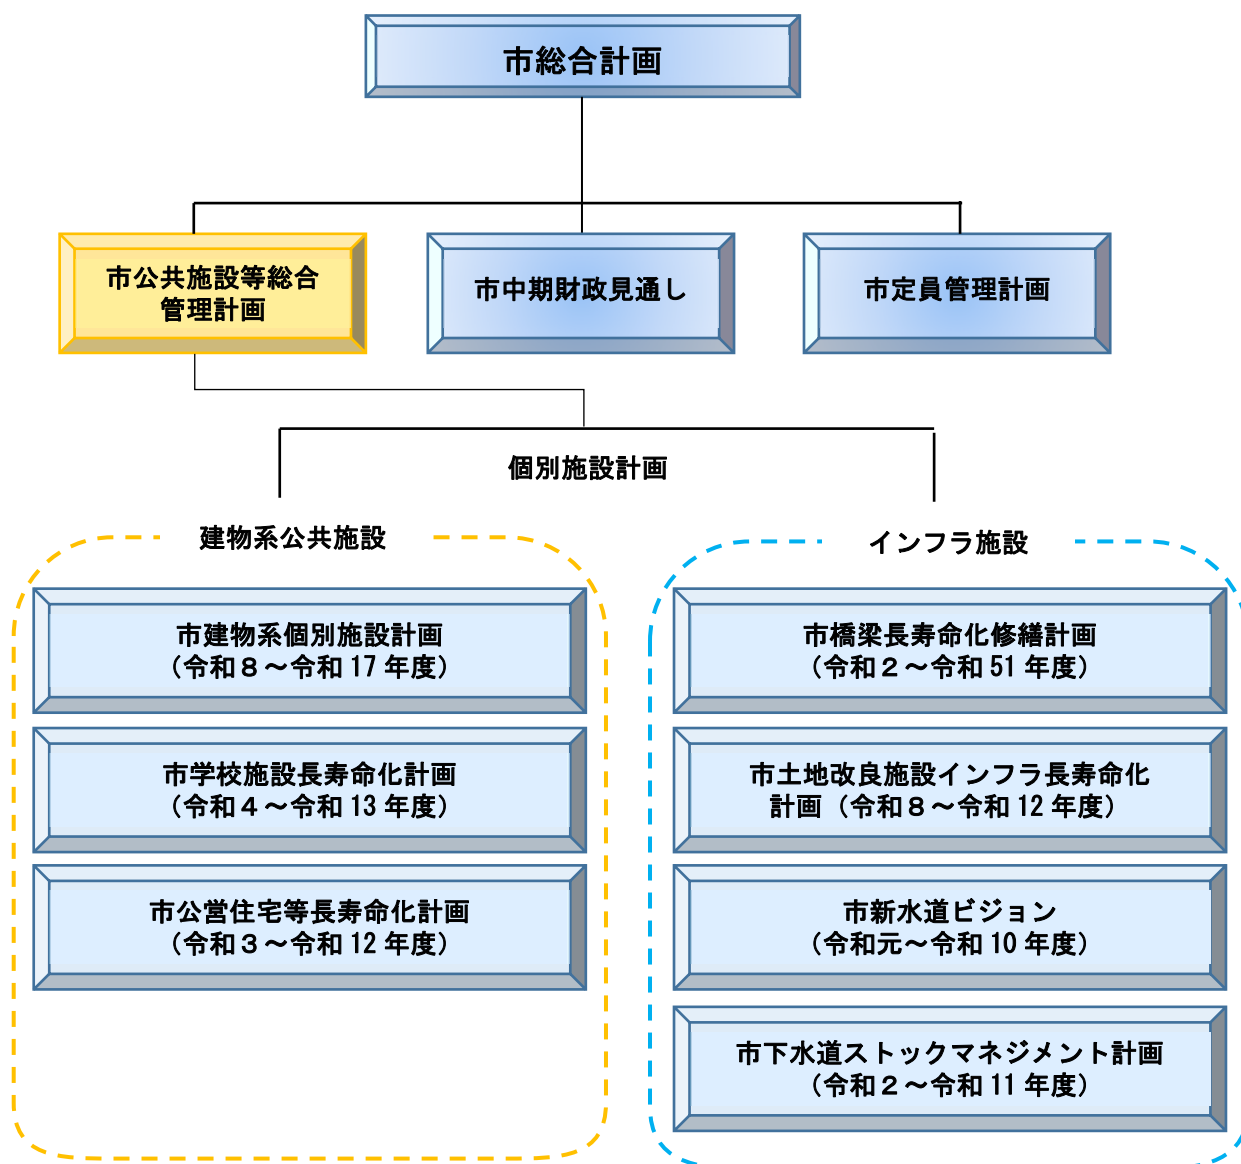 市総合計画
市公共施設等総合
管理計画
市中期財政見通し
市定員管理計画
個別施設計画
建物系公共施設
市建物系個別施設計画
（令和８～令和 17 年度）
市学校施設長寿命化計画
（令和４～令和 13 年度）
市公営住宅等長寿命化計画
（令和３～令和 12 年度）
インフラ施設
市橋梁長寿命化修繕計画
（令和２～令和 51 年度）
市土地改良施設インフラ長寿命化
計画（令和８～令和 12 年度）
市新水道ビジョン
（令和元～令和 10 年度）
市下水道ストックマネジメント計画
（令和２～令和 11 年度）